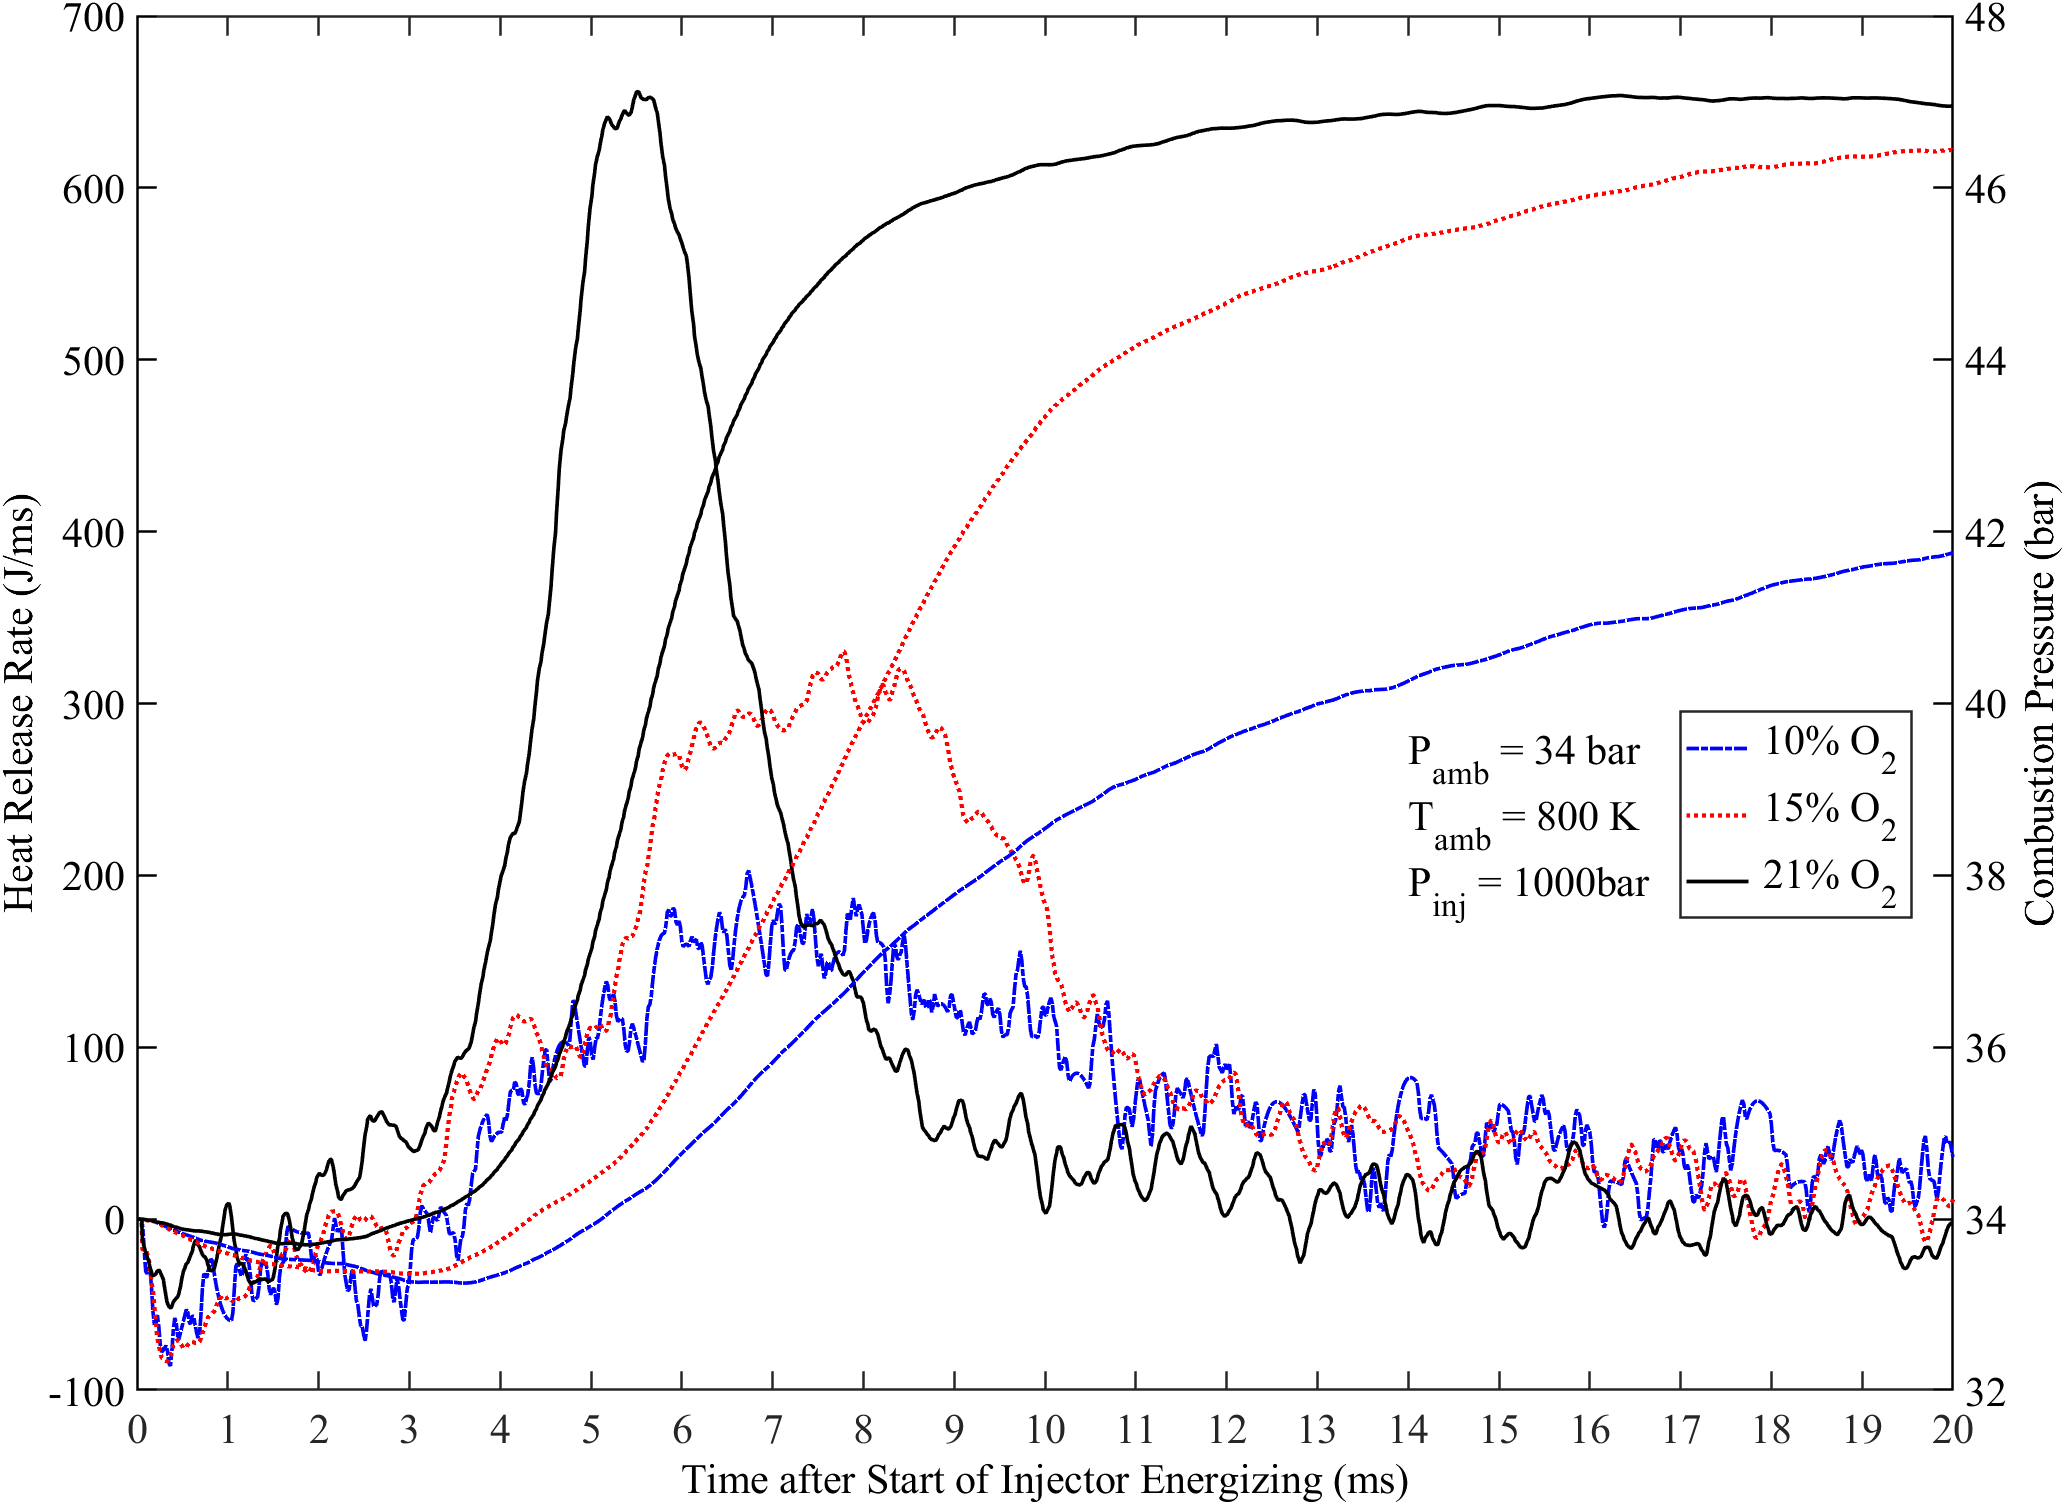 700
600
500
400
300
200
100
0
-100
Heat Release Rate (J/ms)
48
46
44
42
40
38
36
34
32
Combustion Pressure (bar)
P_amb = 34 bar
T_amb = 800 K
P_inj = 1000bar
10% O_2
15% O_2
21% O_2
0 1 2 3 4 5 6 7 8 9 10 11 12 13 14 15 16 17 18 19 20
Time after Start of Injector Energizing (ms)